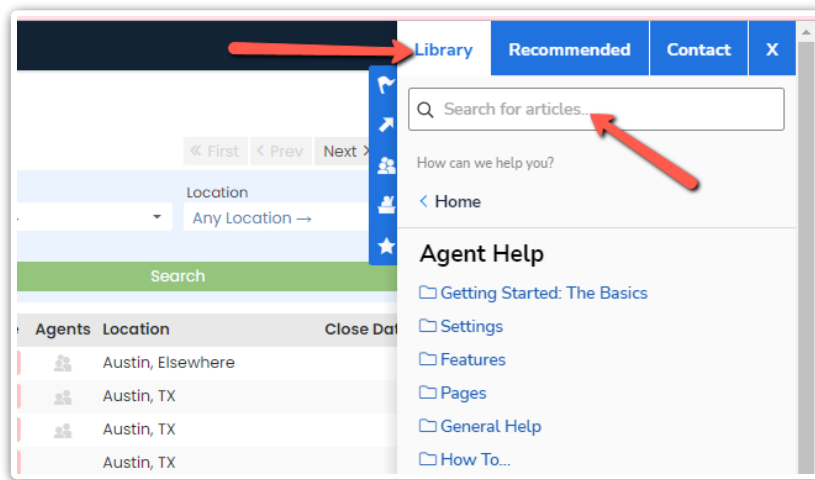 Library Recommended Contact X
Search for articles...
« First < Prev Next >
How can we help you?
Location
< Home
Any Location →
Agent Help
Search
Getting Started: The Basics
Settings
Agents Location Close Dat
Austin, Elsewhere
Features
Austin, TX
Pages
Austin, TX
General Help
Austin, TX
How To...